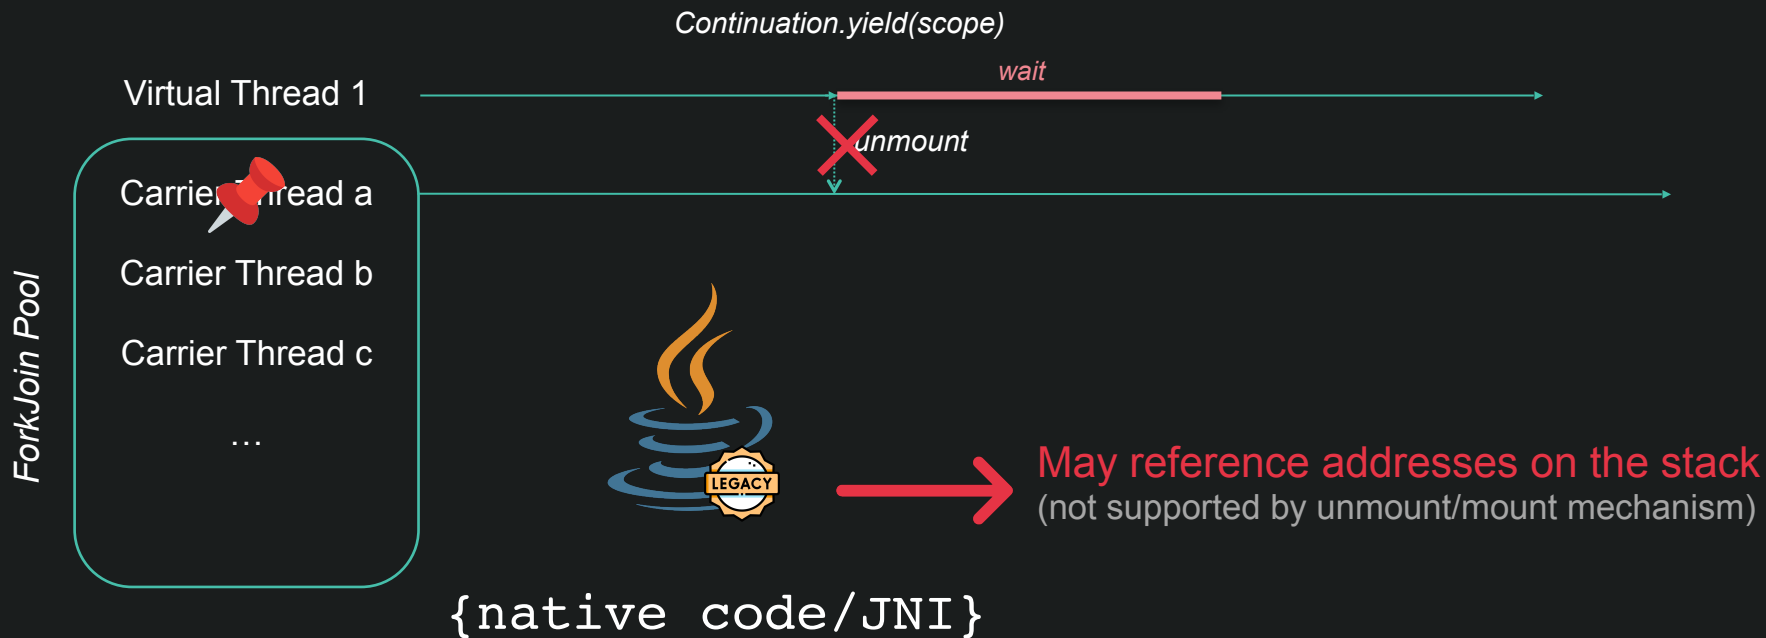 Continuation.yield(scope)
wait
Virtual Thread 1
unmount
Carrier Thread a
Carrier Thread b
Carrier Thread c
…
ForkJoin Pool
LEGACY
May reference addresses on the stack
(not supported by unmount/mount mechanism)
{native code/JNI}